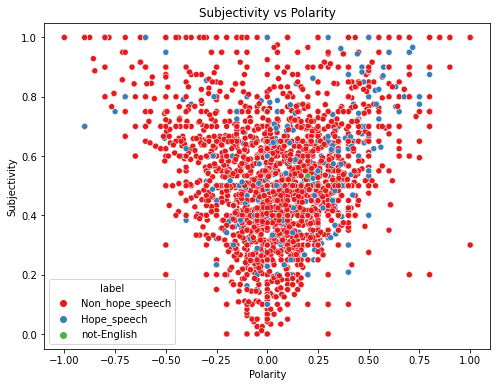 Subjectivity vs Polarity
1.0
0.8
0.6
0.4
0.2
0.0
Subjectivity
label
Non_hope_speech
Hope_speech
not-English
−1.00
−0.75
−0.50
−0.25
0.00
0.25
0.50
0.75
1.00
Polarity